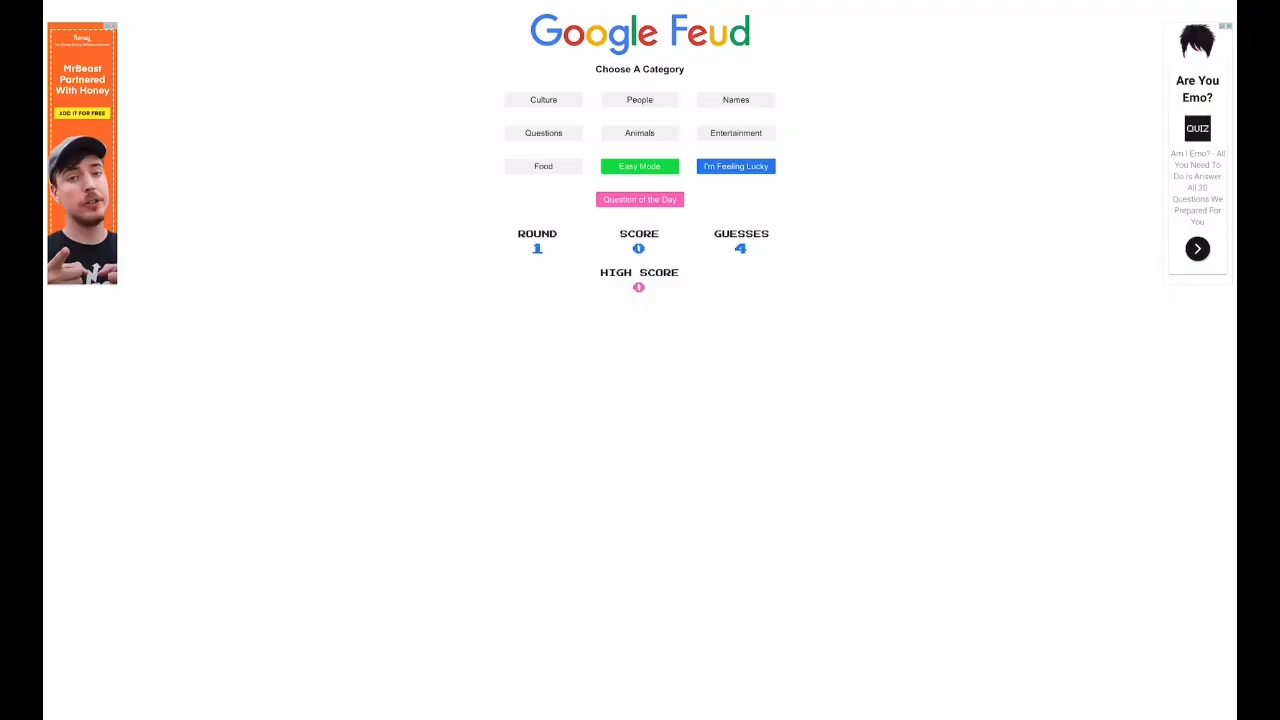 Google Feud
Choose A Category
Culture
People
Names
Questions
Animals
Entertainment
Food
Easy Mode
I'm Feeling Lucky
Question of the Day
ROUND
1
SCORE
0
GUESSES
4
HIGH SCORE
0
honey
MrBeast
Partnered
With Honey
ADD IT FOR FREE
Are You
Emo?
QUIZ
Am I Emo? - All
You Need To
Do Is Answer
All 20
Questions We
Prepared For
You